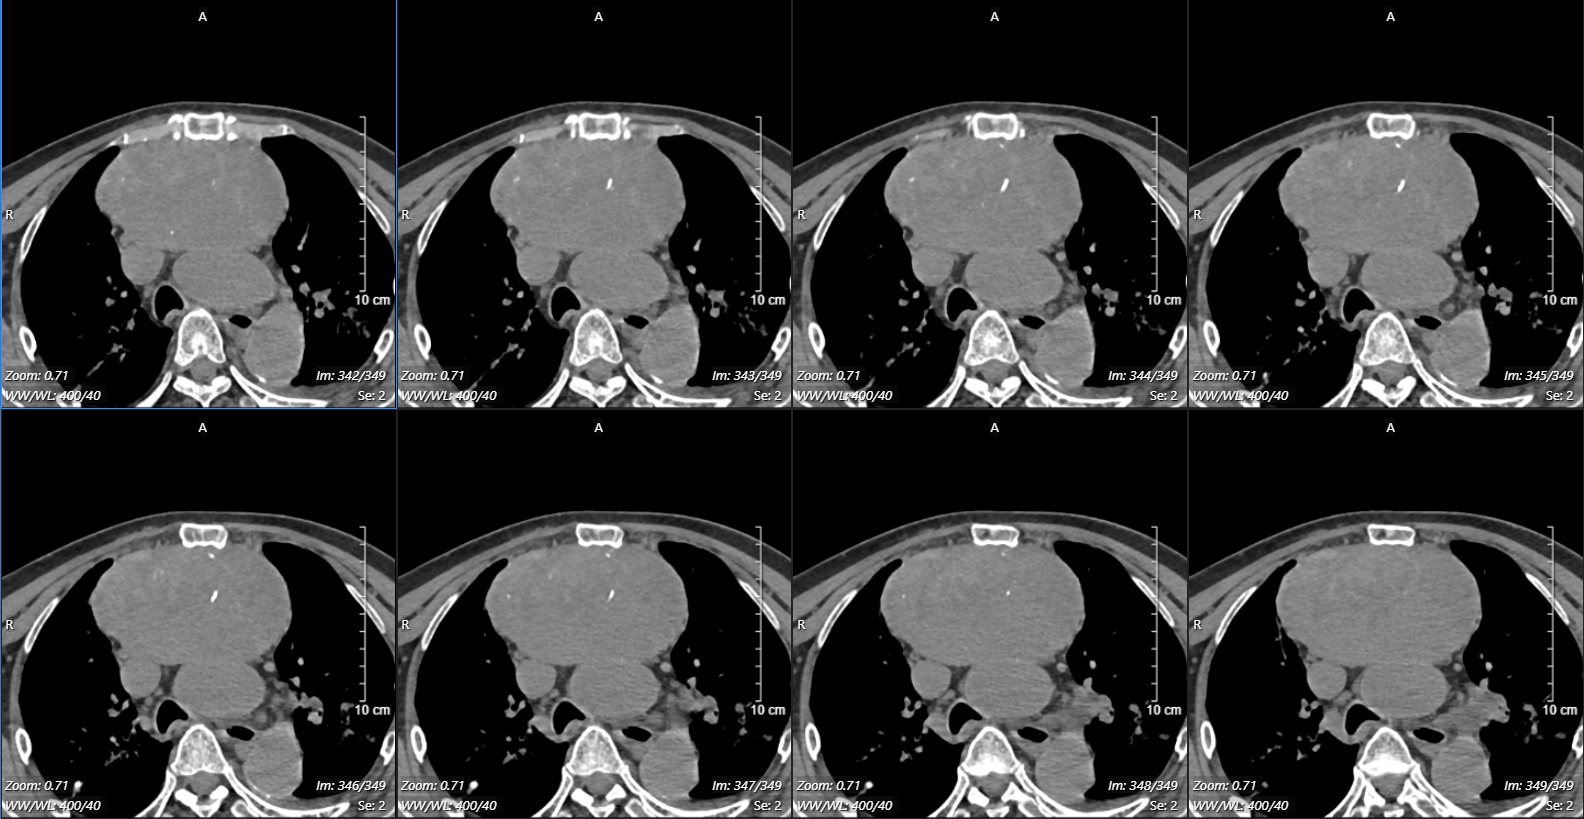 A
R
10 cm
Zoom: 0.71
Im: 342/349
WW/WL: 400/40
Se: 2
A
R
10 cm
Zoom: 0.71
Im: 343/349
WW/WL: 400/40
Se: 2
A
R
10 cm
Zoom: 0.71
Im: 344/349
WW/WL: 400/40
Se: 2
A
R
10 cm
Zoom: 0.71
Im: 345/349
WW/WL: 400/40
Se: 2
A
R
10 cm
Zoom: 0.71
Im: 346/349
WW/WL: 400/40
Se: 2
A
R
10 cm
Zoom: 0.71
Im: 347/349
WW/WL: 400/40
Se: 2
A
R
10 cm
Zoom: 0.71
Im: 348/349
WW/WL: 400/40
Se: 2
A
R
10 cm
Zoom: 0.71
Im: 349/349
WW/WL: 400/40
Se: 2